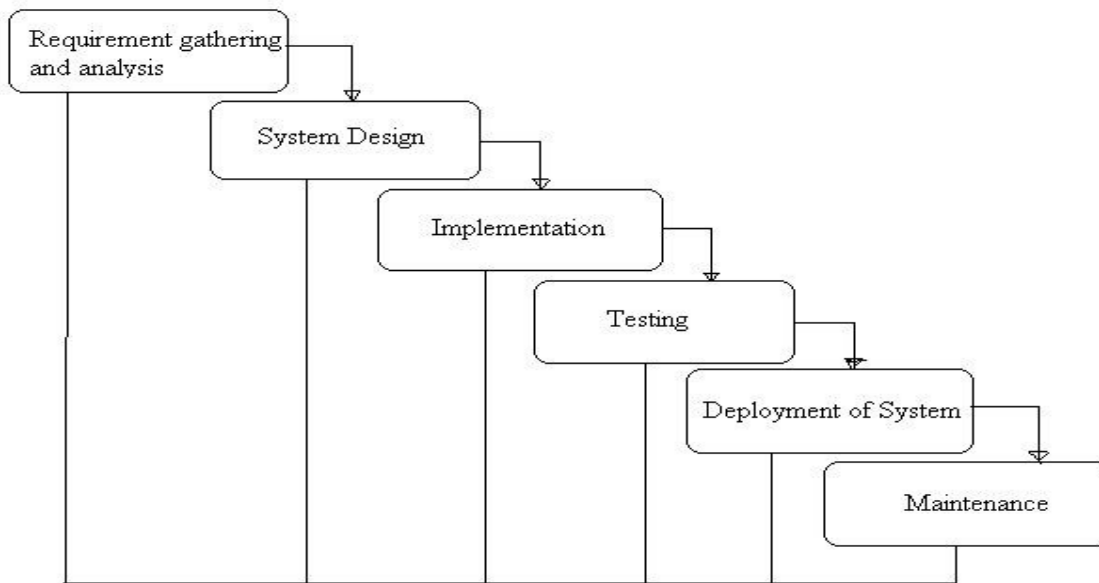 Requirement gathering
and analysis
System Design
Implementation
Testing
Deployment of System
Maintenance